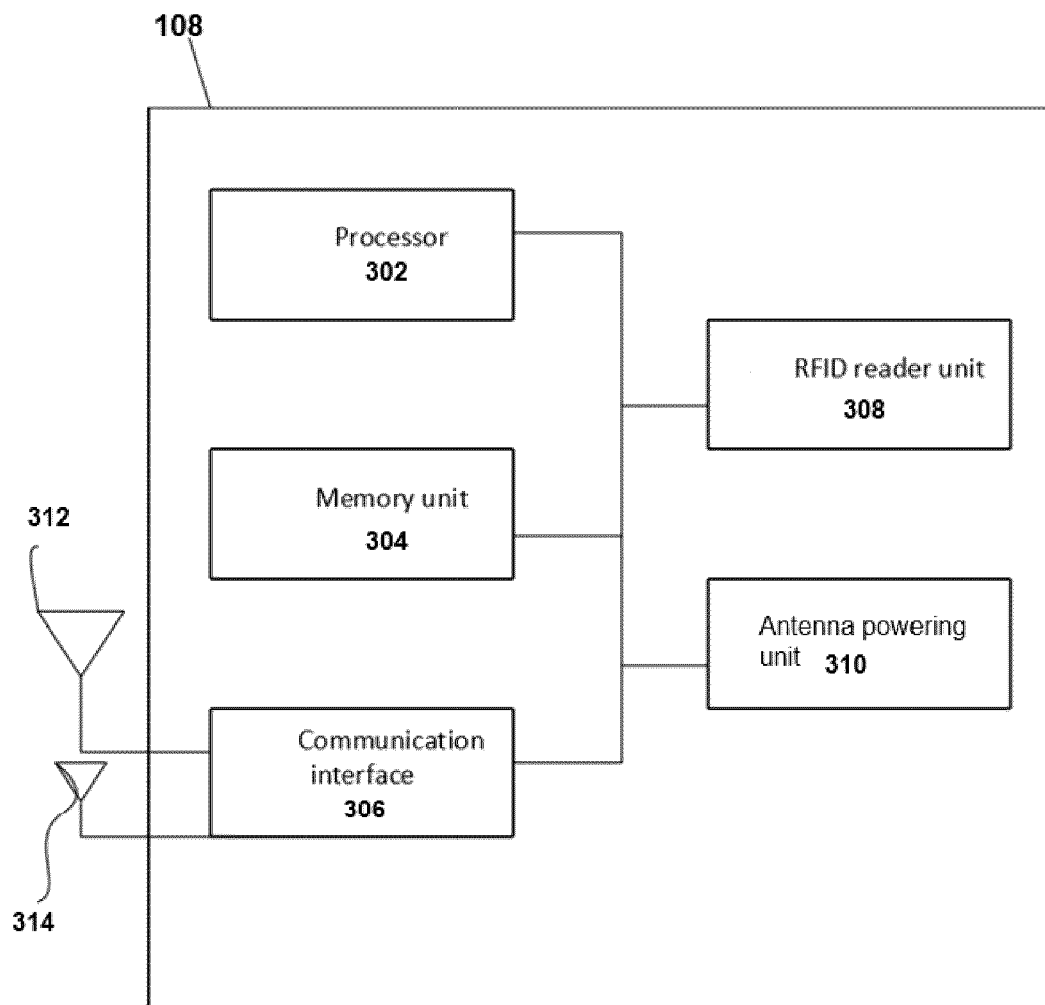 108
Processor
302
RFID reader unit
308
Memory unit
304
312
Antenna powering
unit 310
Communication
interface
306
314